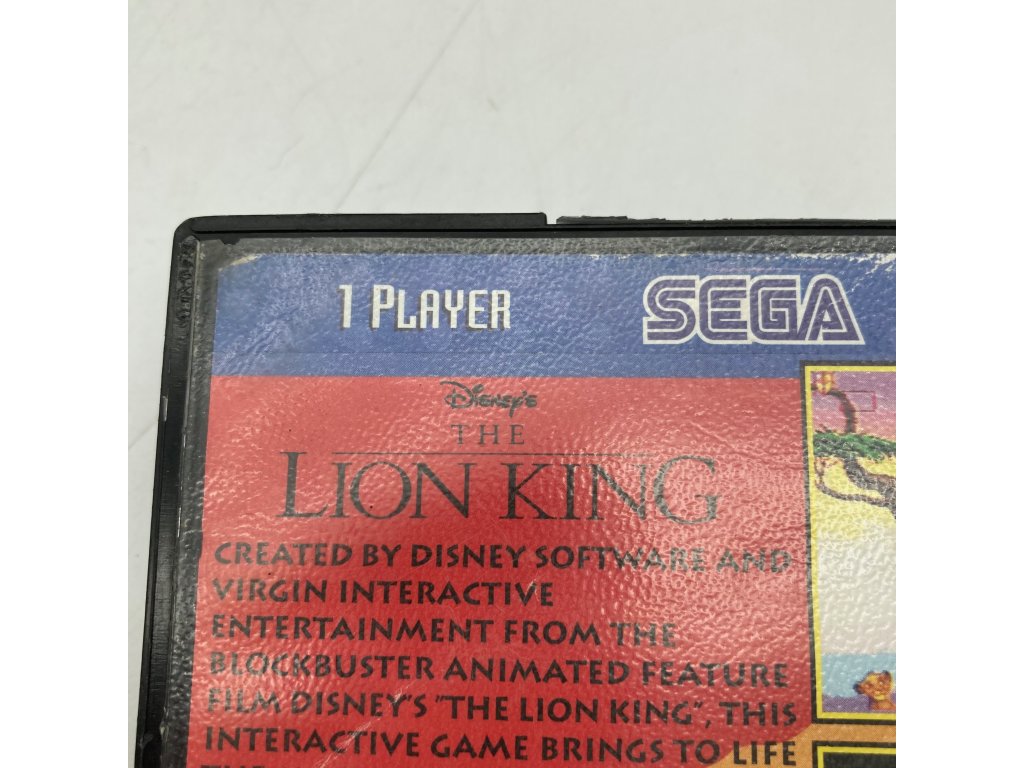 1 PLAYER
SEGA
DISNEY'S
THE
LION KING
CREATED BY DISNEY SOFTWARE AND
VIRGIN INTERACTIVE
ENTERTAINMENT FROM THE
BLOCKBUSTER ANIMATED FEATURE
FILM DISNEY'S "THE LION KING", THIS
INTERACTIVE GAME BRINGS TO LIFE